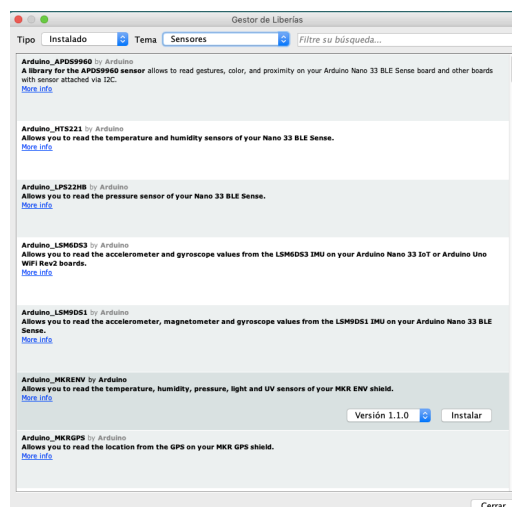 Gestor de Liberías
Tipo Instalado Tema Sensores Filtre su búsqueda...
Arduino_APDS9960 by Arduino
A library for the APDS9960 sensor allows to read gestures, color, and proximity on your Arduino Nano 33 BLE Sense board and other boards
with sensor attached via I2C.
More info
Arduino_HTS221 by Arduino
Allows you to read the temperature and humidity sensors of your Nano 33 BLE Sense.
More info
Arduino_LPS22HB by Arduino
Allows you to read the pressure sensor of your Nano 33 BLE Sense.
More info
Arduino_LSM6DS3 by Arduino
Allows you to read the accelerometer and gyroscope values from the LSM6DS3 IMU on your Arduino Nano 33 IoT or Arduino Uno
WiFi Rev2 boards.
More info
Arduino_LSM9DS1 by Arduino
Allows you to read the accelerometer, magnetometer and gyroscope values from the LSM9DS1 IMU on your Arduino Nano 33 BLE
Sense.
More info
Arduino_MKRENV by Arduino
Allows you to read the temperature, humidity, pressure, light and UV sensors of your MKR ENV shield.
More info
Versión 1.1.0 Instalar
Arduino_MKRGPS by Arduino
Allows you to read the location from the GPS on your MKR GPS shield.
More info
Cerrar